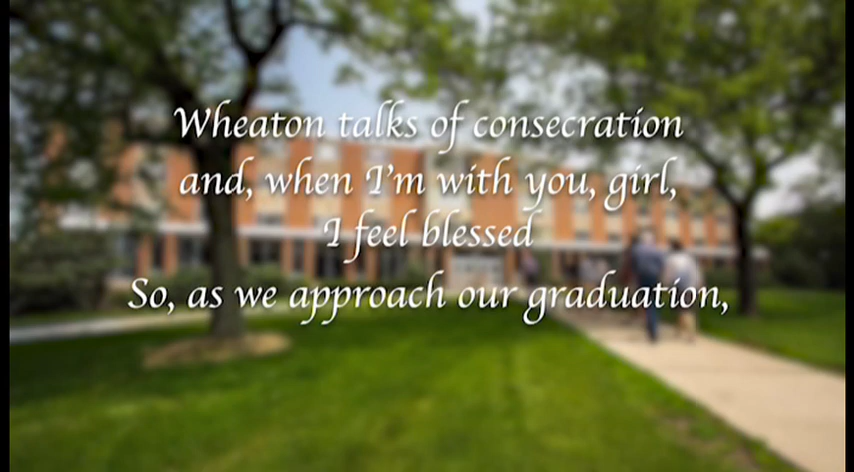 Wheaton talks of consecration
and, when I'm with you, girl,
I feel blessed
So, as we approach our graduation,